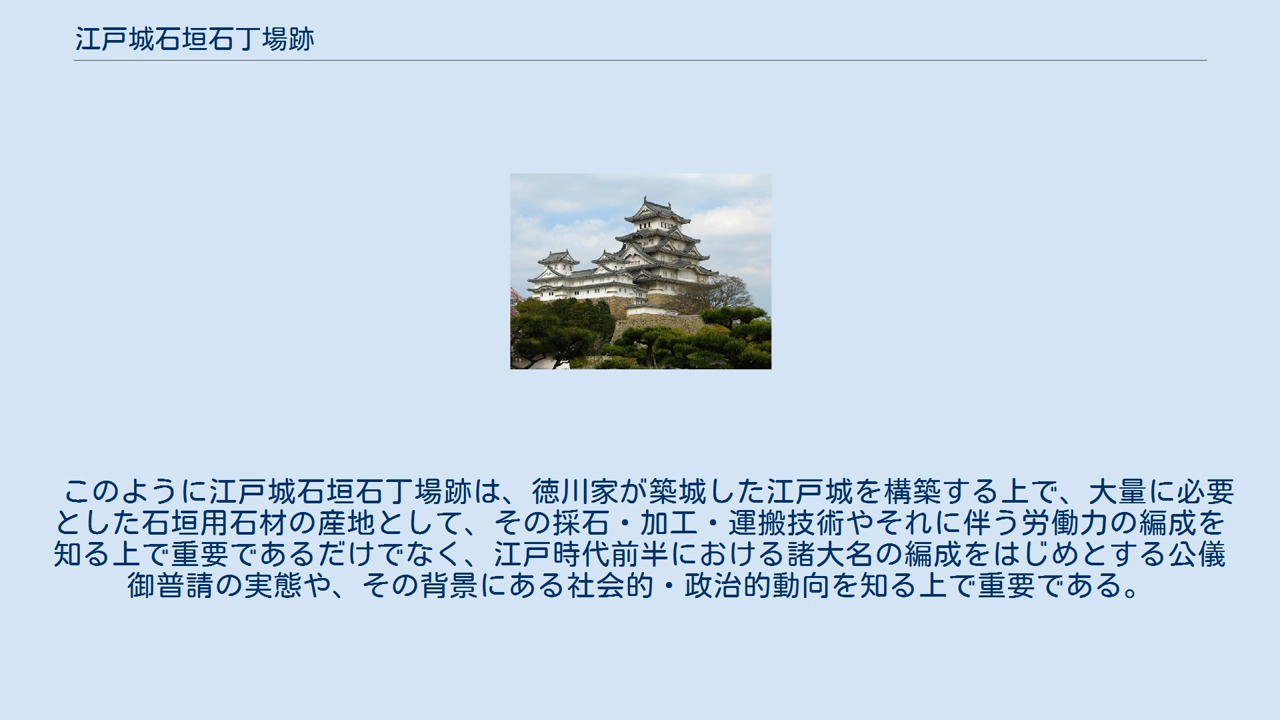 江戸城石垣石丁場跡
このように江戸城石垣石丁場跡は、徳川家が築城した江戸城を構築する上で、大量に必要
とした石垣用石材の産地として、その採石・加工・運搬技術やそれに伴う労働力の編成を
知る上で重要であるだけでなく、江戸時代前半における諸大名の編成をはじめとする公儀
御普請の実態や、その背景にある社会的・政治的動向を知る上で重要である。